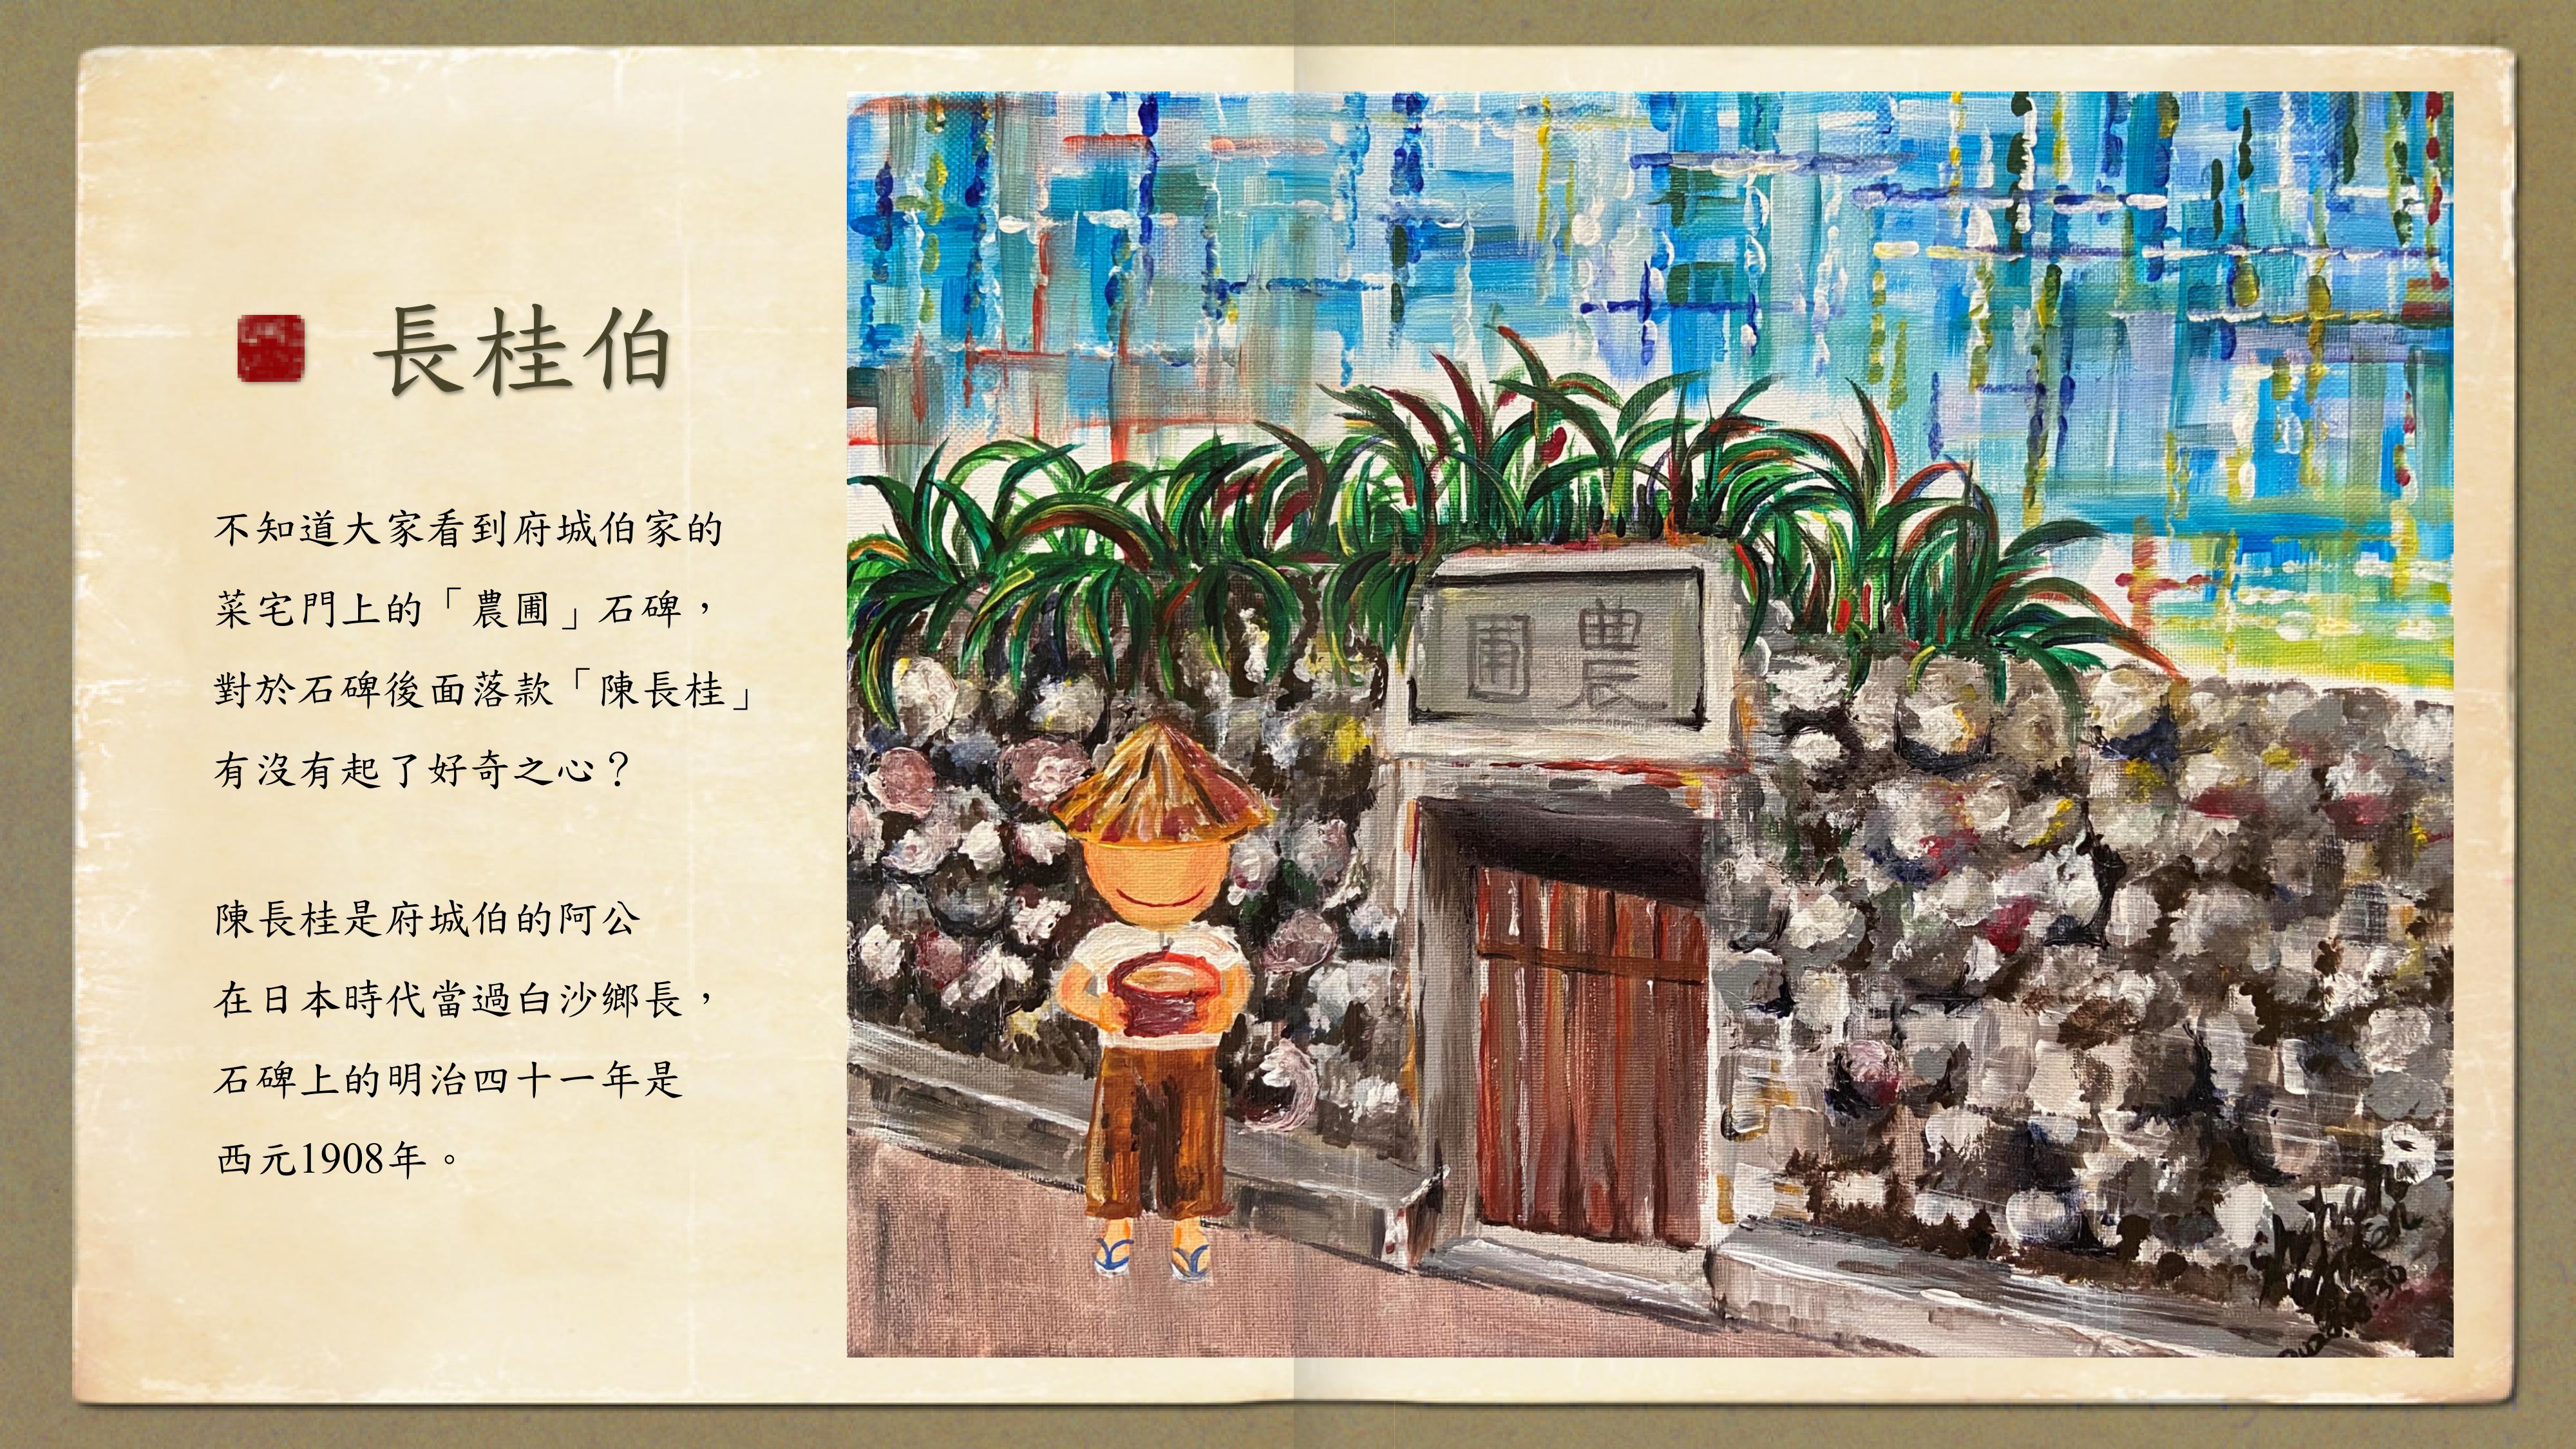 長桂伯
不知道大家看到府城伯家的
菜宅門上的「農圃」石碑，
對於石碑後面落款「陳長桂」
有沒有起了好奇之心？
陳長桂是府城伯的阿公
在日本時代當過白沙鄉長，
石碑上的明治四十一年是
西元1908年。
農圃